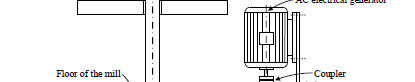 AC electrical generator
Floor of the mill
Coupler